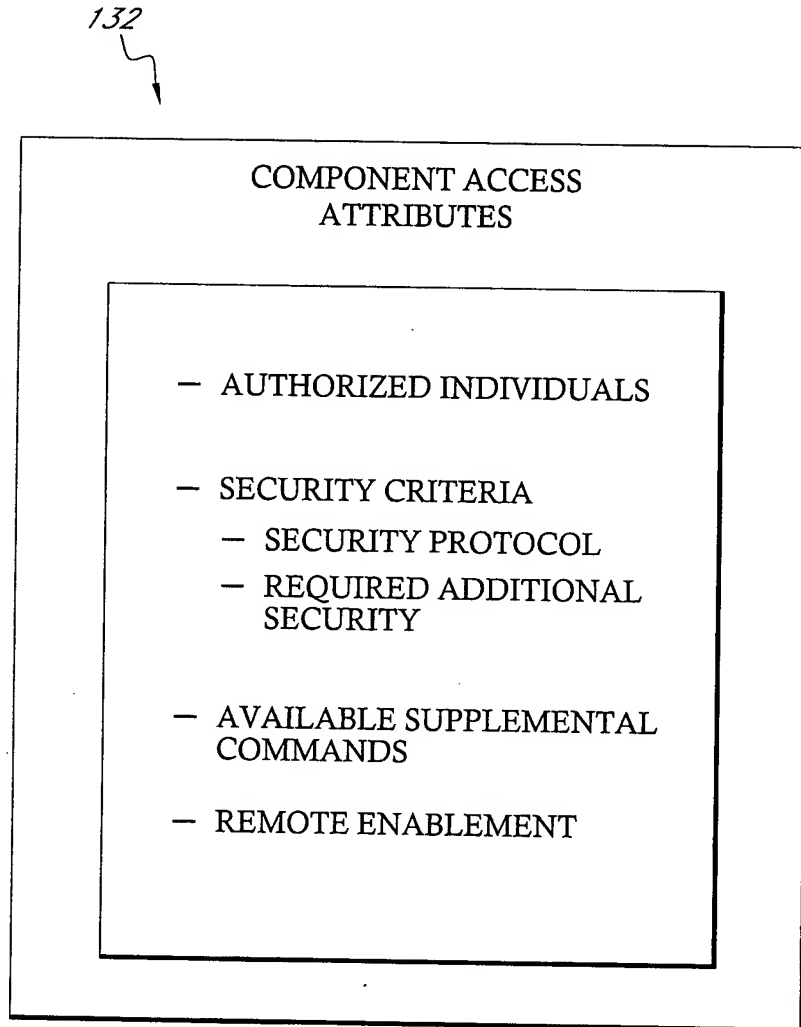 132
COMPONENT ACCESS
ATTRIBUTES
— AUTHORIZED INDIVIDUALS
— SECURITY CRITERIA
— SECURITY PROTOCOL
— REQUIRED ADDITIONAL
SECURITY
— AVAILABLE SUPPLEMENTAL
COMMANDS
— REMOTE ENABLEMENT